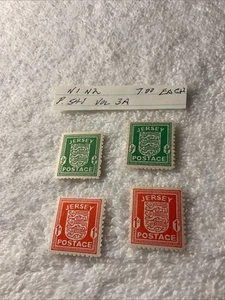 N1 N2 7.00 EACH
P. 541 VOL 3A
JERSEY
POSTAGE
JERSEY
POSTAGE
JERSEY
POSTAGE
JERSEY
POSTAGE